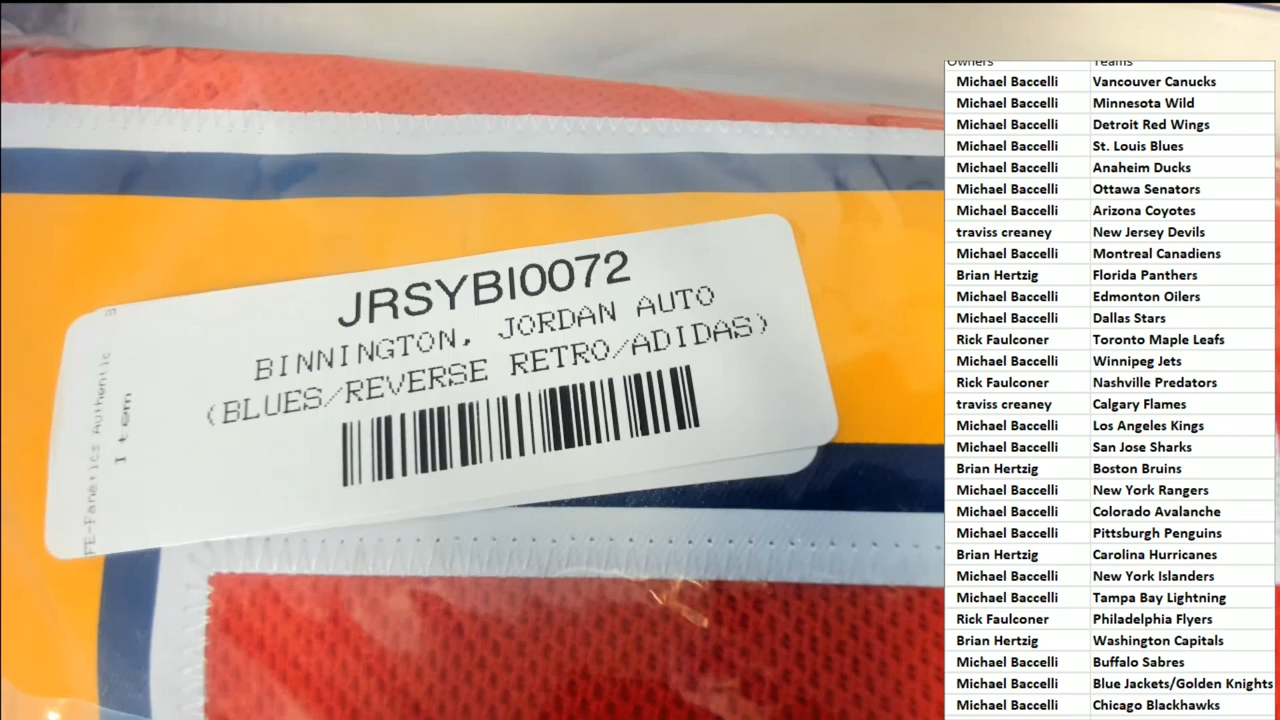 JRSYBI0072
BINNINGTON, JORDAN AUTO
(BLUES/REVERSE RETRO/ADIDAS)
FE-Fanatics Authentic
Item
Owners Teams
Michael Baccelli Vancouver Canucks
Michael Baccelli Minnesota Wild
Michael Baccelli Detroit Red Wings
Michael Baccelli St. Louis Blues
Michael Baccelli Anaheim Ducks
Michael Baccelli Ottawa Senators
Michael Baccelli Arizona Coyotes
traviss creaney New Jersey Devils
Michael Baccelli Montreal Canadiens
Brian Hertzig Florida Panthers
Michael Baccelli Edmonton Oilers
Michael Baccelli Dallas Stars
Rick Faulconer Toronto Maple Leafs
Michael Baccelli Winnipeg Jets
Rick Faulconer Nashville Predators
traviss creaney Calgary Flames
Michael Baccelli Los Angeles Kings
Michael Baccelli San Jose Sharks
Brian Hertzig Boston Bruins
Michael Baccelli New York Rangers
Michael Baccelli Colorado Avalanche
Michael Baccelli Pittsburgh Penguins
Brian Hertzig Carolina Hurricanes
Michael Baccelli New York Islanders
Michael Baccelli Tampa Bay Lightning
Rick Faulconer Philadelphia Flyers
Brian Hertzig Washington Capitals
Michael Baccelli Buffalo Sabres
Michael Baccelli Blue Jackets/Golden Knights
Michael Baccelli Chicago Blackhawks